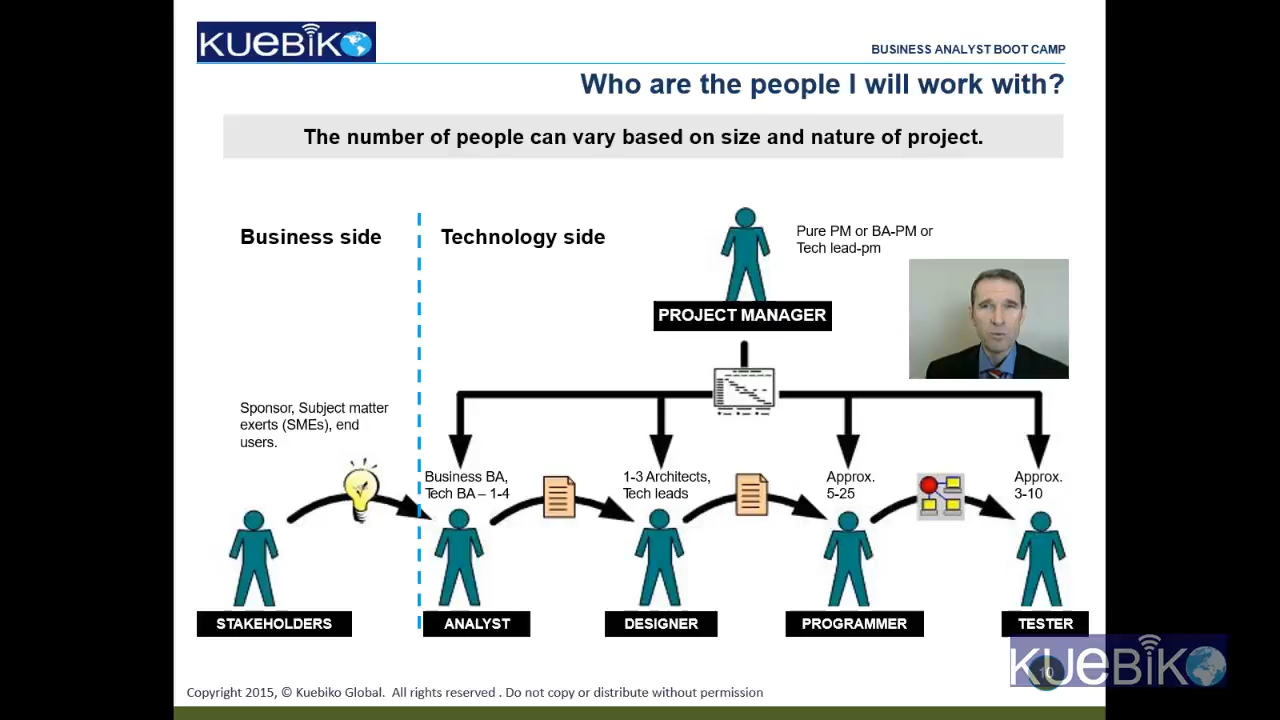 KUEBIKO
BUSINESS ANALYST BOOT CAMP
Who are the people I will work with?
The number of people can vary based on size and nature of project.
Business side
Technology side
Pure PM or BA-PM or
Tech lead-pm
PROJECT MANAGER
Sponsor, Subject matter
exerts (SMEs), end
users.
Business BA,
Tech BA – 1-4
1-3 Architects,
Tech leads
Approx.
5-25
Approx.
3-10
STAKEHOLDERS
ANALYST
DESIGNER
PROGRAMMER
TESTER
KUEBIKO
10
Copyright 2015, © Kuebiko Global. All rights reserved . Do not copy or distribute without permission